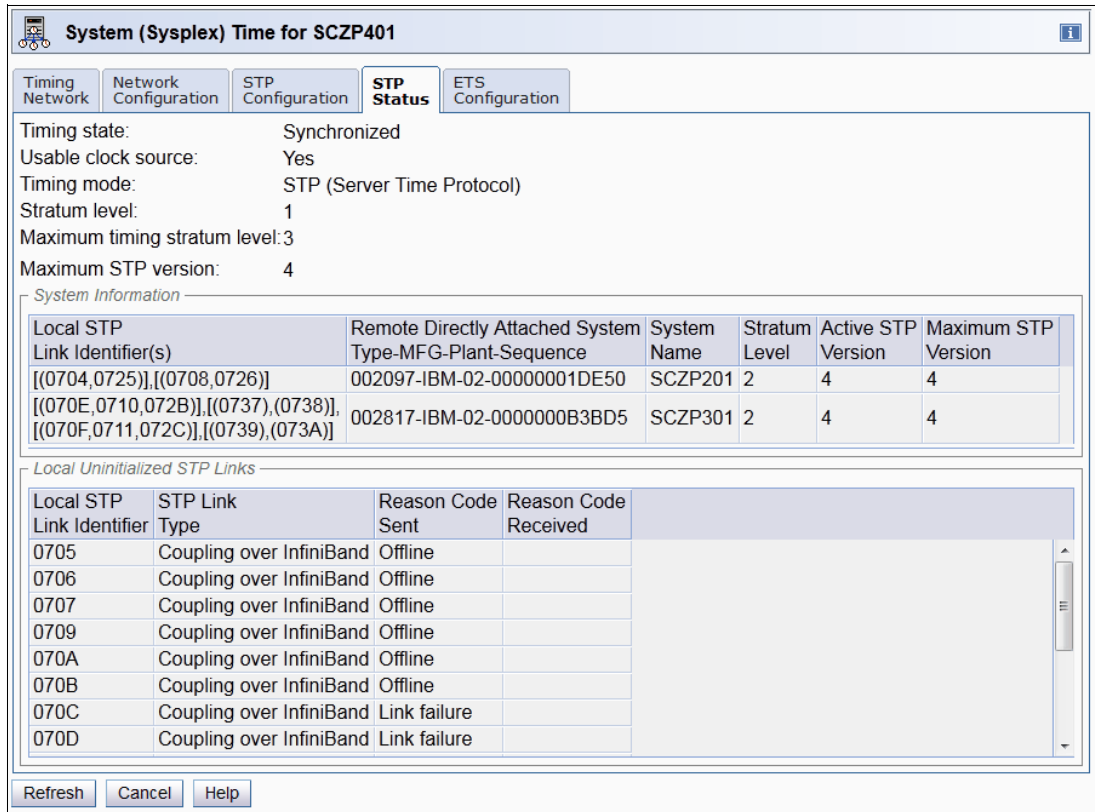 System (Sysplex) Time for SCZP401
Timing Network
Network Configuration
STP Configuration
STP Status
ETS Configuration
Timing state: Synchronized
Usable clock source: Yes
Timing mode: STP (Server Time Protocol)
Stratum level: 1
Maximum timing stratum level: 3
Maximum STP version: 4
System Information
Local STP Link Identifier(s) Remote Directly Attached System Type-MFG-Plant-Sequence System Name Stratum Level Active STP Version Maximum STP Version
[(0704,0725)],[(0708,0726)] 002097-IBM-02-00000001DE50 SCZP201 2 4 4
[(070E,0710,072B)],[(0737),(0738)], [(070F,0711,072C)],[(0739),(073A)] 002817-IBM-02-0000000B3BD5 SCZP301 2 4 4
Local Uninitialized STP Links
Local STP Link Identifier STP Link Type Reason Code Sent Reason Code Received
0705 Coupling over InfiniBand Offline
0706 Coupling over InfiniBand Offline
0707 Coupling over InfiniBand Offline
0709 Coupling over InfiniBand Offline
070A Coupling over InfiniBand Offline
070B Coupling over InfiniBand Offline
070C Coupling over InfiniBand Link failure
070D Coupling over InfiniBand Link failure
Refresh Cancel Help